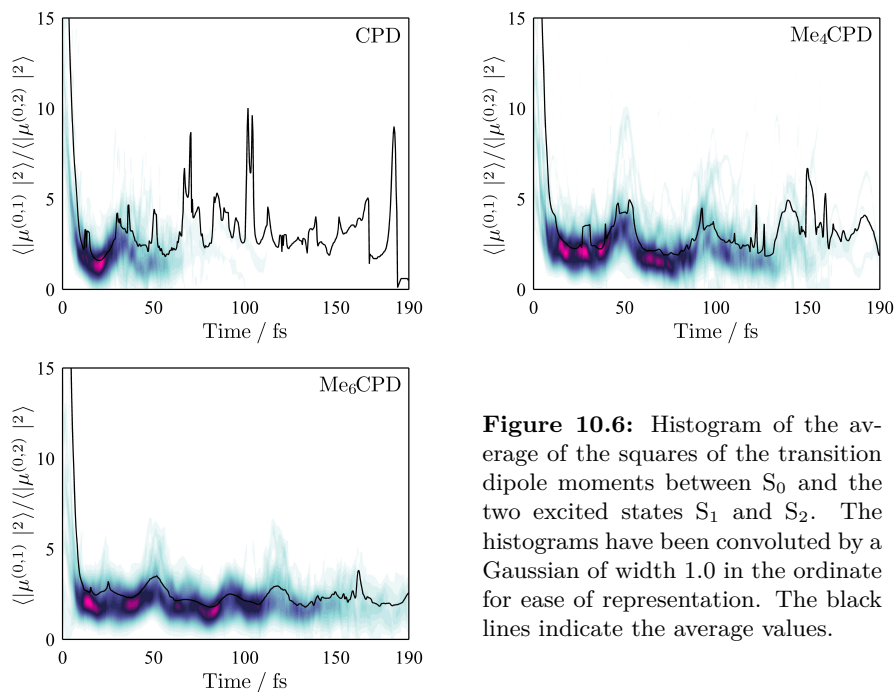 CPD
15
10
5
0
⟨|μ^(0,1) |^2⟩/⟨|μ^(0,2) |^2⟩
0 50 100 150 190
Time / fs
Me₄CPD
15
10
5
0
⟨|μ^(0,1) |^2⟩/⟨|μ^(0,2) |^2⟩
0 50 100 150 190
Time / fs
Me₆CPD
15
10
5
0
⟨|μ^(0,1) |^2⟩/⟨|μ^(0,2) |^2⟩
0 50 100 150 190
Time / fs
Figure 10.6: Histogram of the av-
erage of the squares of the transition
dipole moments between S₀ and the
two excited states S₁ and S₂. The
histograms have been convoluted by a
Gaussian of width 1.0 in the ordinate
for ease of representation. The black
lines indicate the average values.